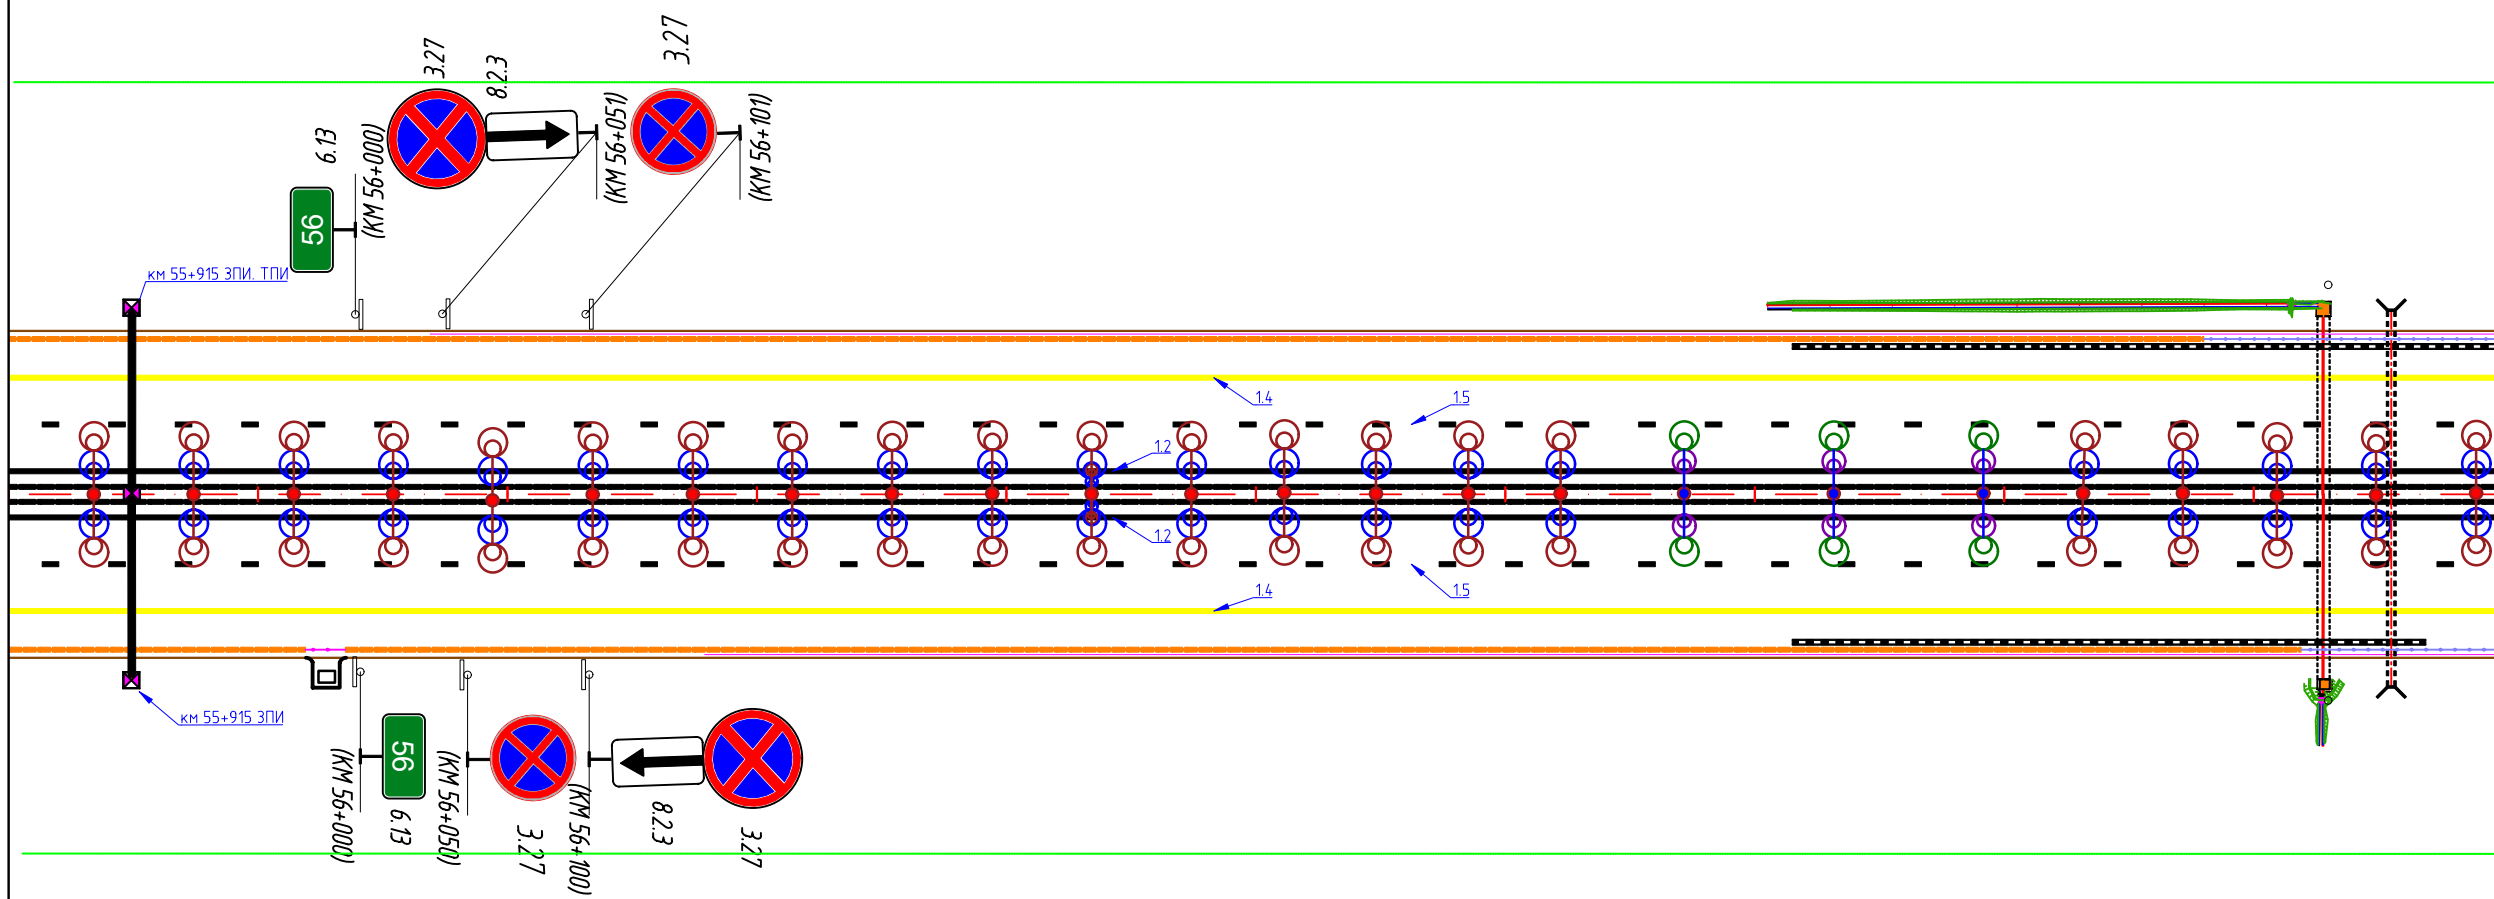 3.27
8.2.3
3.27
6.13
(КМ 56+000)
(КМ 56+051)
(КМ 56+101)
56
км 55+915 ЗПИ. ТПИ
1.4
1.5
1.2
1.2
1.4
1.5
км 55+915 ЗПИ
56
(КМ 56+000)
6.13
(КМ 56+050)
3.27
(КМ 56+100)
8.2.3
3.27